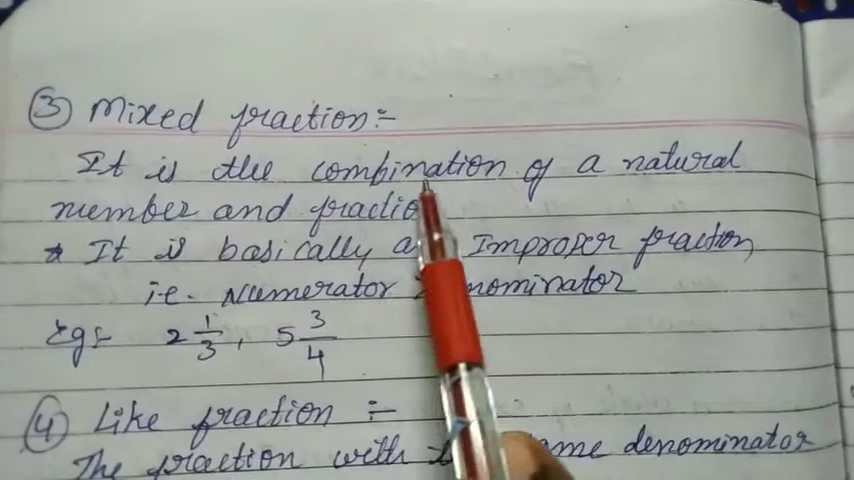 ③ Mixed fraction:-
It is the combination of a natural
number and fractio
* It is basically a Improper fraction,
i.e. Numerator nominator
Eg:- 2 1/3, 5 3/4
④ Like fraction :-
The fraction with ome denominator